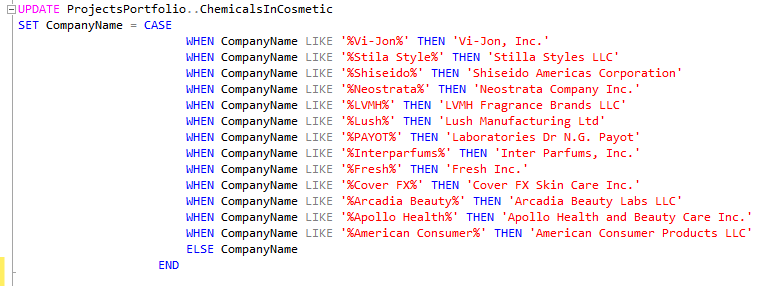 UPDATE ProjectsPortfolio..ChemicalsInCosmetic
SET CompanyName = CASE
WHEN CompanyName LIKE '%Vi-Jon%' THEN 'Vi-Jon, Inc.'
WHEN CompanyName LIKE '%Stila Style%' THEN 'Stilla Styles LLC'
WHEN CompanyName LIKE '%Shiseido%' THEN 'Shiseido Americas Corporation'
WHEN CompanyName LIKE '%Neostrata%' THEN 'Neostrata Company Inc.'
WHEN CompanyName LIKE '%LVMH%' THEN 'LVMH Fragrance Brands LLC'
WHEN CompanyName LIKE '%Lush%' THEN 'Lush Manufacturing Ltd'
WHEN CompanyName LIKE '%PAYOT%' THEN 'Laboratories Dr N.G. Payot'
WHEN CompanyName LIKE '%Interparfums%' THEN 'Inter Parfums, Inc.'
WHEN CompanyName LIKE '%Fresh%' THEN 'Fresh Inc.'
WHEN CompanyName LIKE '%Cover FX%' THEN 'Cover FX Skin Care Inc.'
WHEN CompanyName LIKE '%Arcadia Beauty%' THEN 'Arcadia Beauty Labs LLC'
WHEN CompanyName LIKE '%Apollo Health%' THEN 'Apollo Health and Beauty Care Inc.'
WHEN CompanyName LIKE '%American Consumer%' THEN 'American Consumer Products LLC'
ELSE CompanyName
END